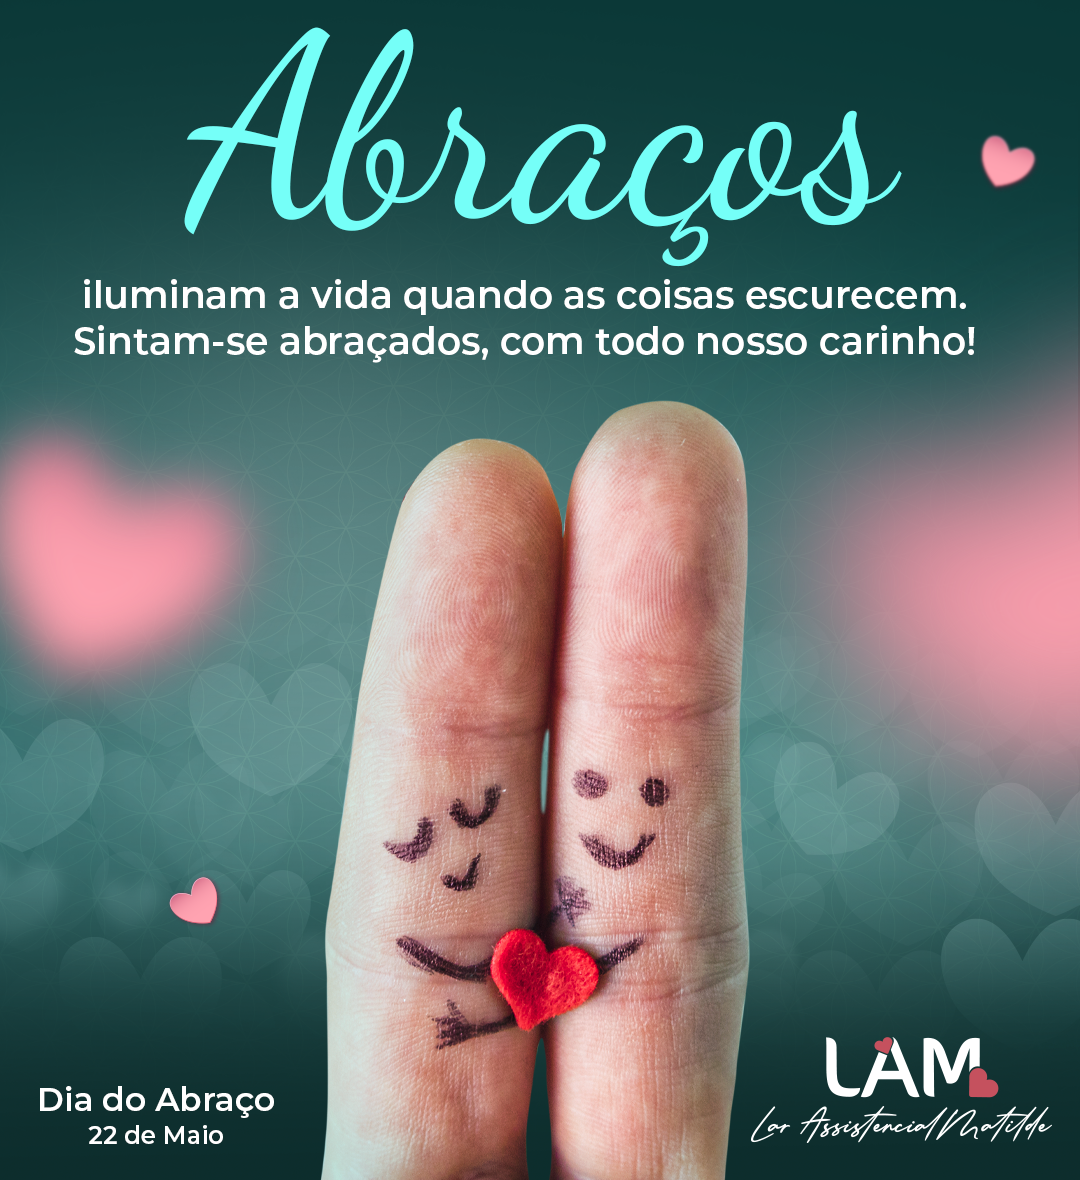 Abraços
iluminam a vida quando as coisas escurecem.
Sintam-se abraçados, com todo nosso carinho!
Dia do Abraço
22 de Maio
LAM
Lar Assistencial Matilde